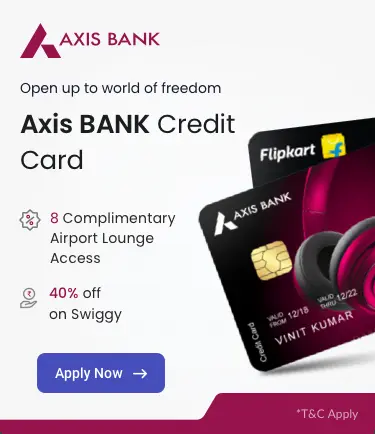 AXIS BANK
Open up to world of freedom
Axis BANK Credit
Card
8 Complimentary
Airport Lounge
Access
40% off
on Swiggy
Apply Now
Flipkart
AXIS BANK
VALID FROM 12/18 VALID THRU 12/22
VINIT KUMAR
Credit Card
*T&C Apply